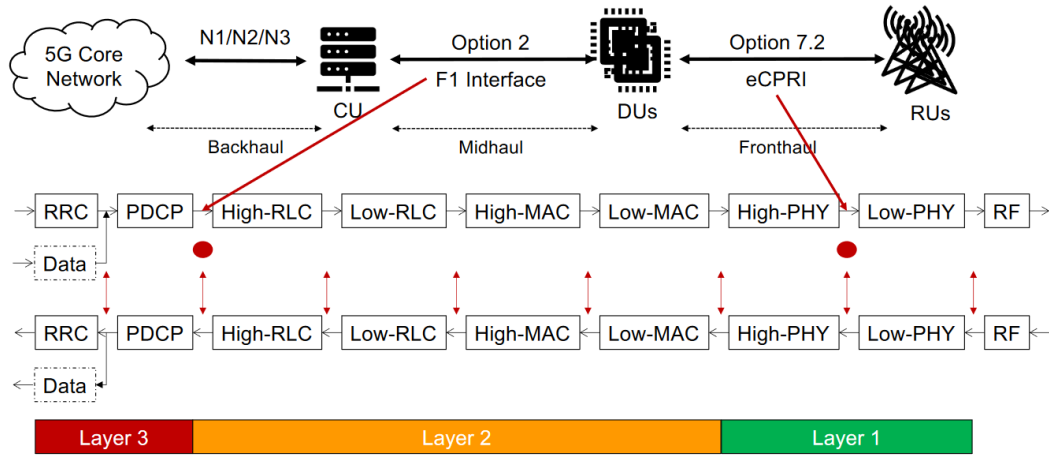 5G Core
Network
N1/N2/N3
CU
Option 2
F1 Interface
DUs
Option 7.2
eCPRI
RUs
Backhaul
Midhaul
Fronthaul
RRC
PDCP
High-RLC
Low-RLC
High-MAC
Low-MAC
High-PHY
Low-PHY
RF
Data
RRC
PDCP
High-RLC
Low-RLC
High-MAC
Low-MAC
High-PHY
Low-PHY
RF
Data
Layer 3
Layer 2
Layer 1